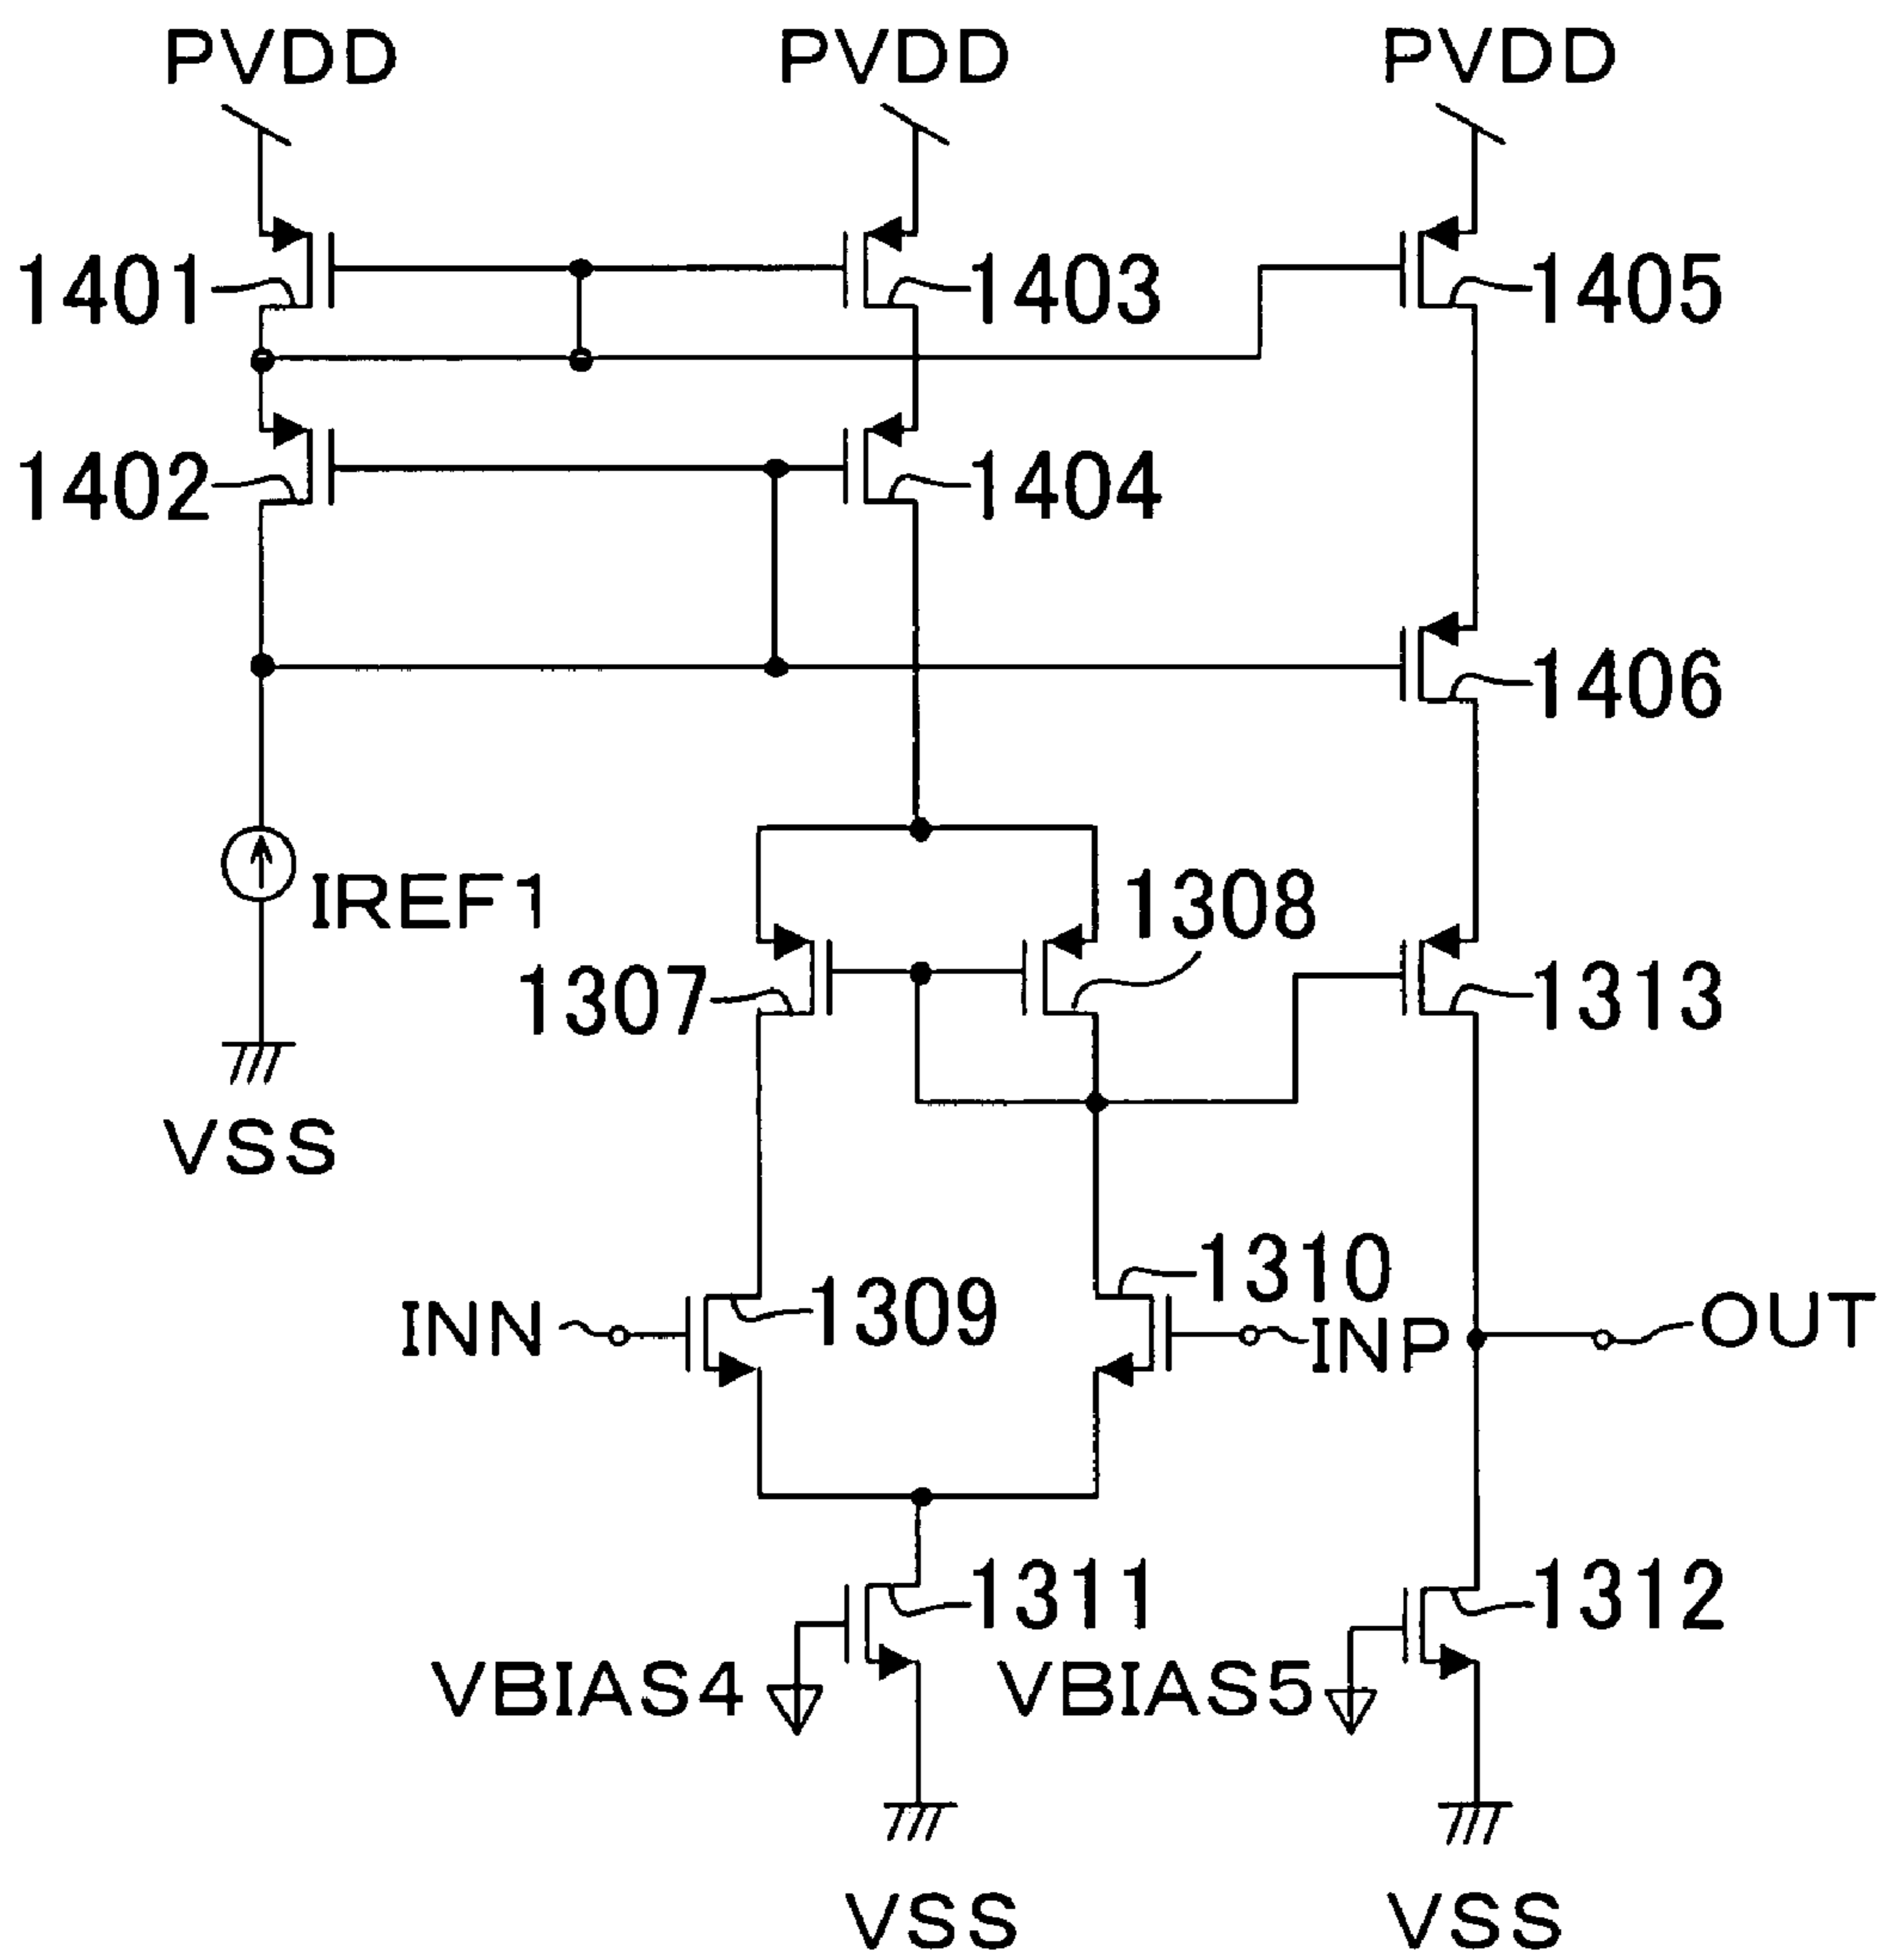 PVDD PVDD PVDD
1401 1403 1405
1402 1404
1406
IREF1 1308
1307 1313
VSS
1310
INN 1309 INP OUT
1311 1312
VBIAS4 VBIAS5
VSS VSS